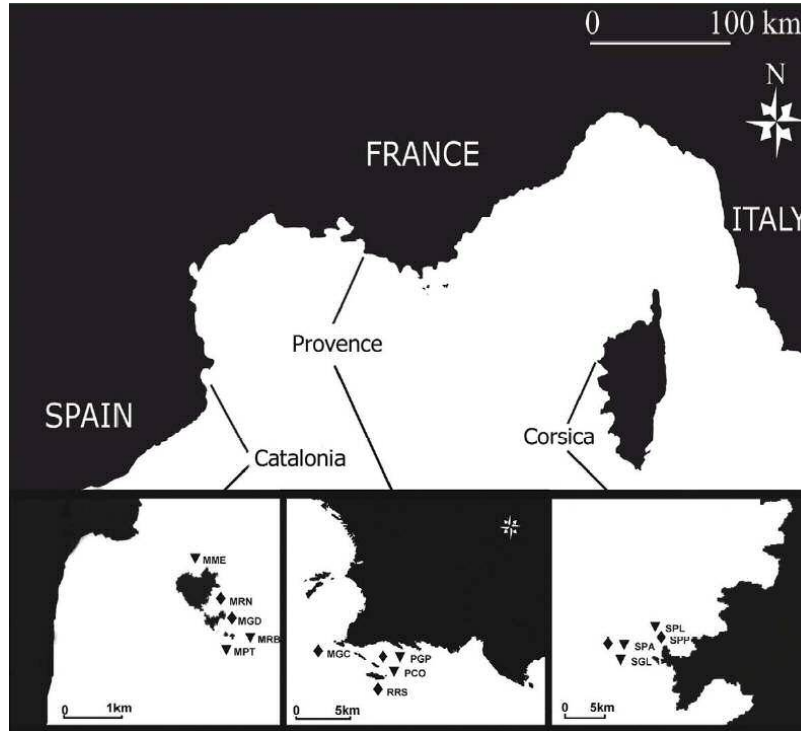 0 100 km
N
FRANCE
ITALY
Provence
SPAIN
Corsica
Catalonia
MME
MRN
MGD
MRB
MPT
0 1km
MGC
PGP
PCO
RRS
0 5km
SPL
SPP
SPA
SGL
0 5km